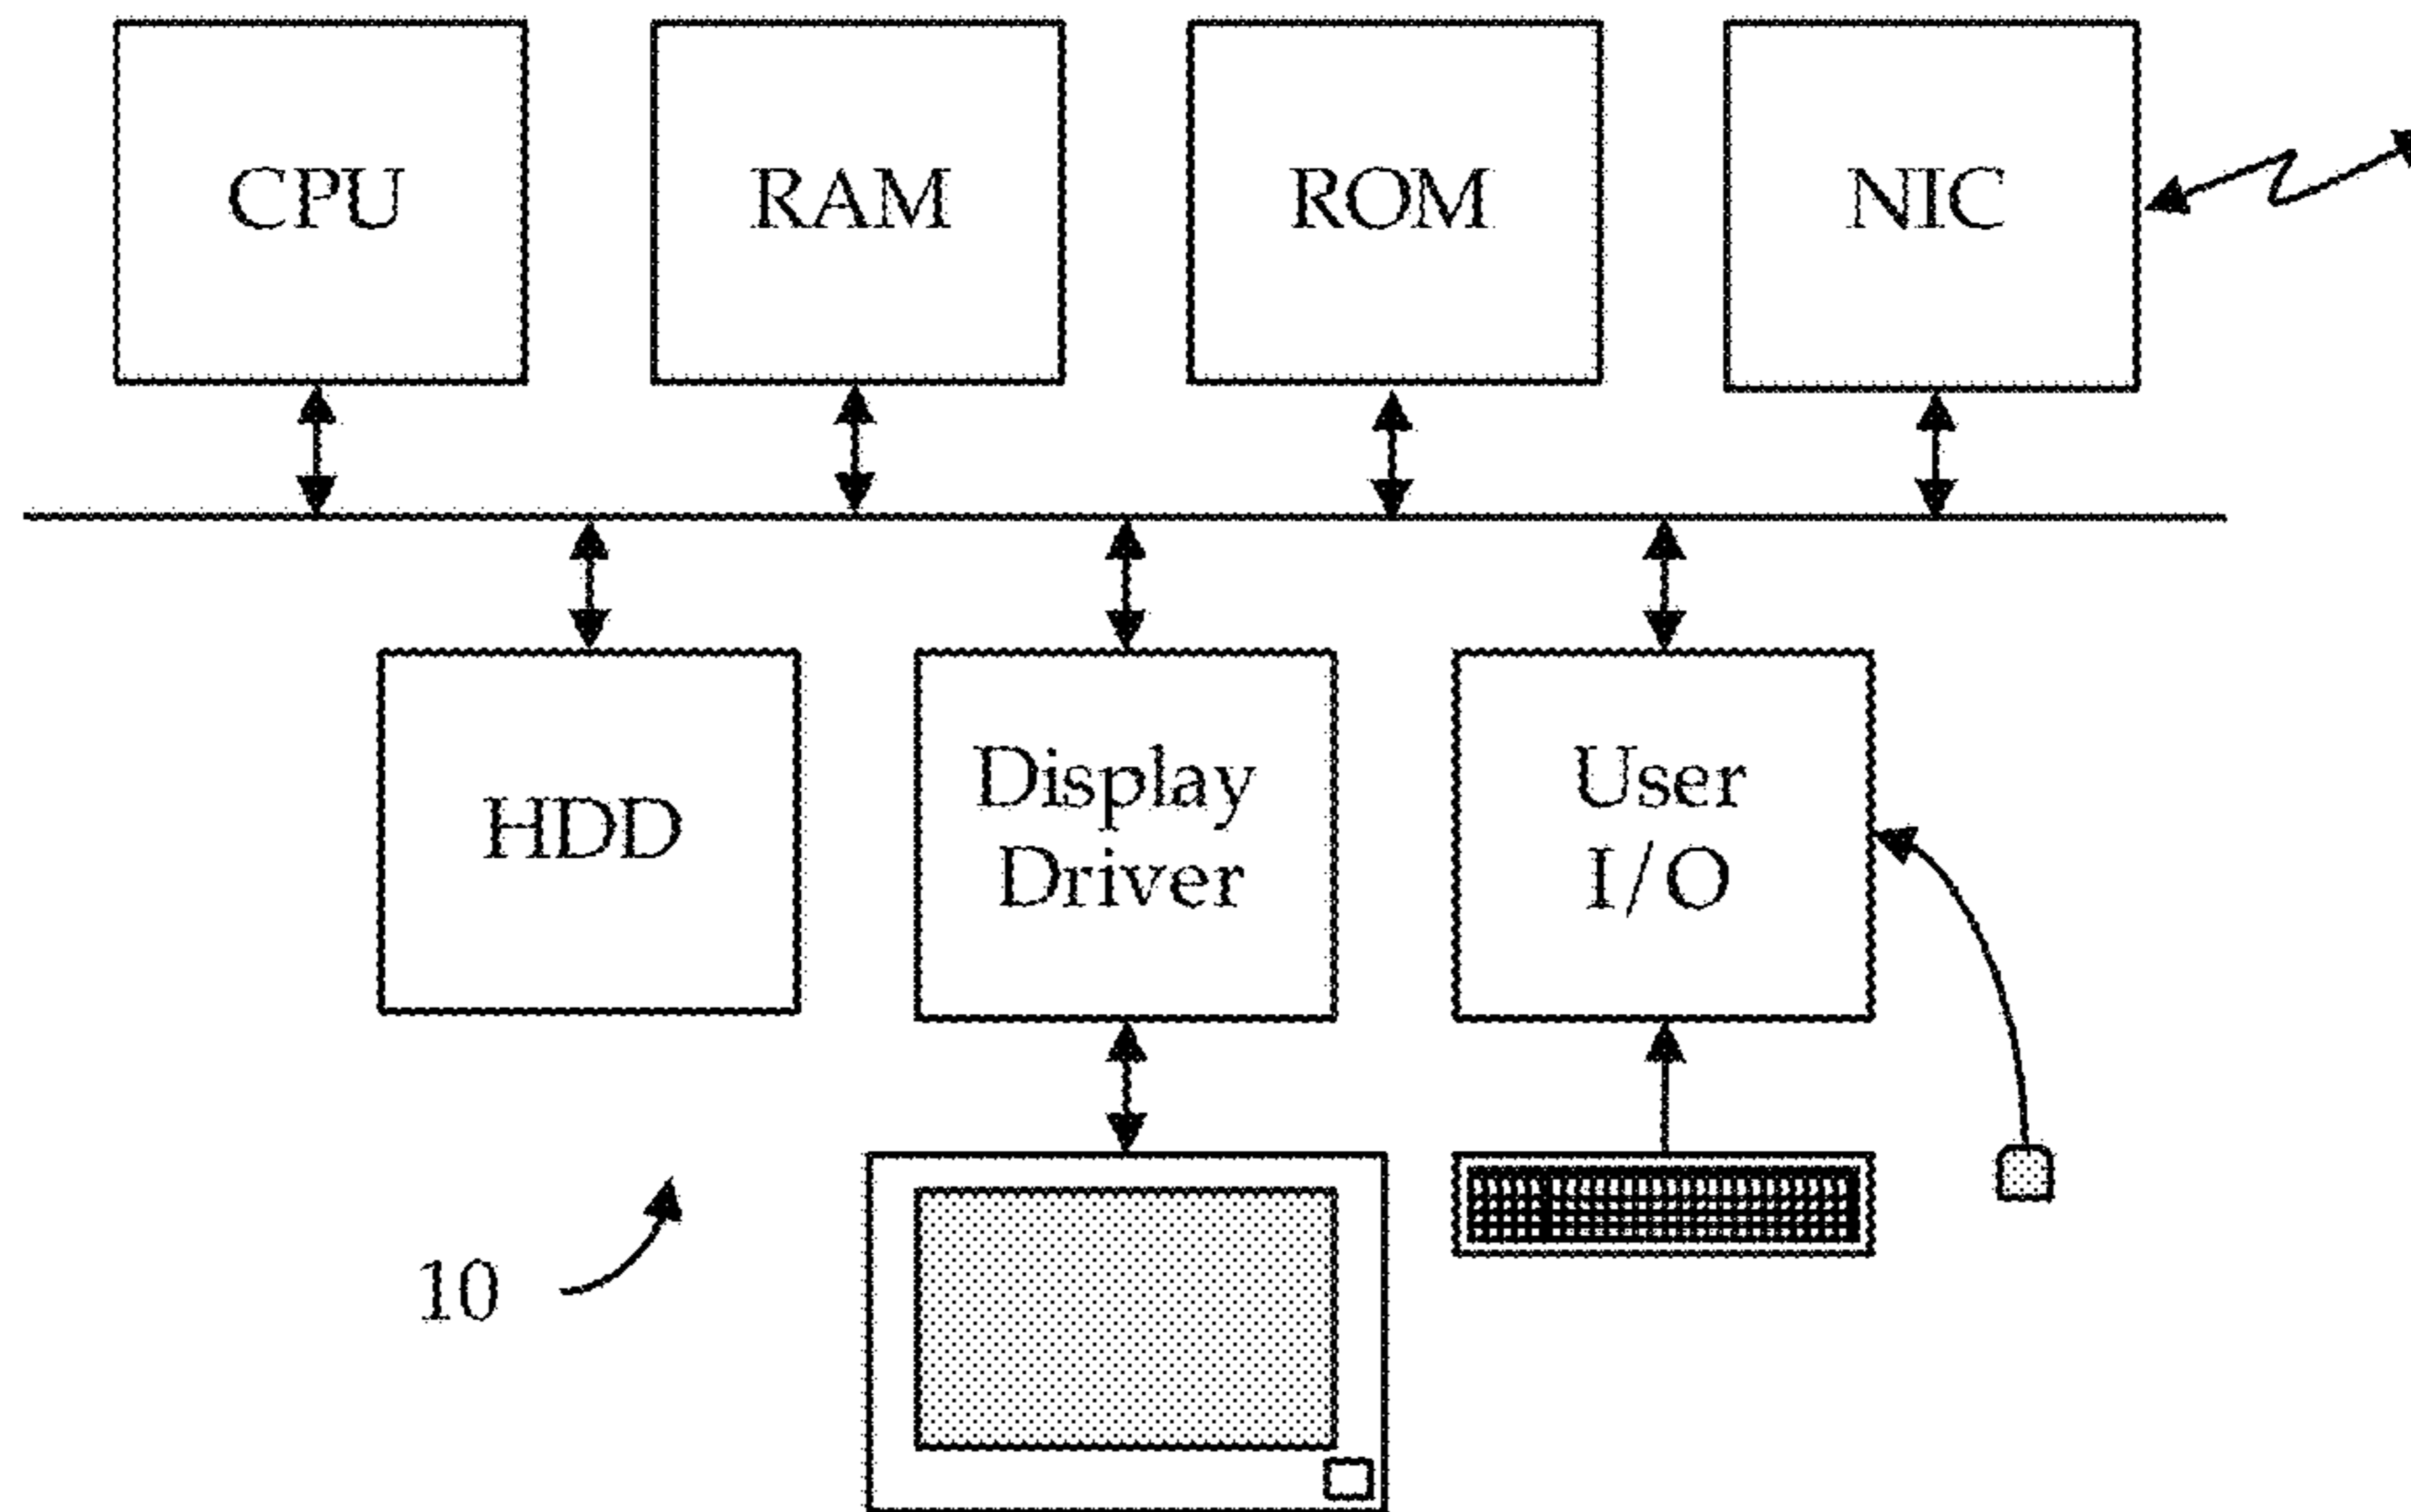 CPU
RAM
ROM
NIC
HDD
Display
Driver
User
I/O
10